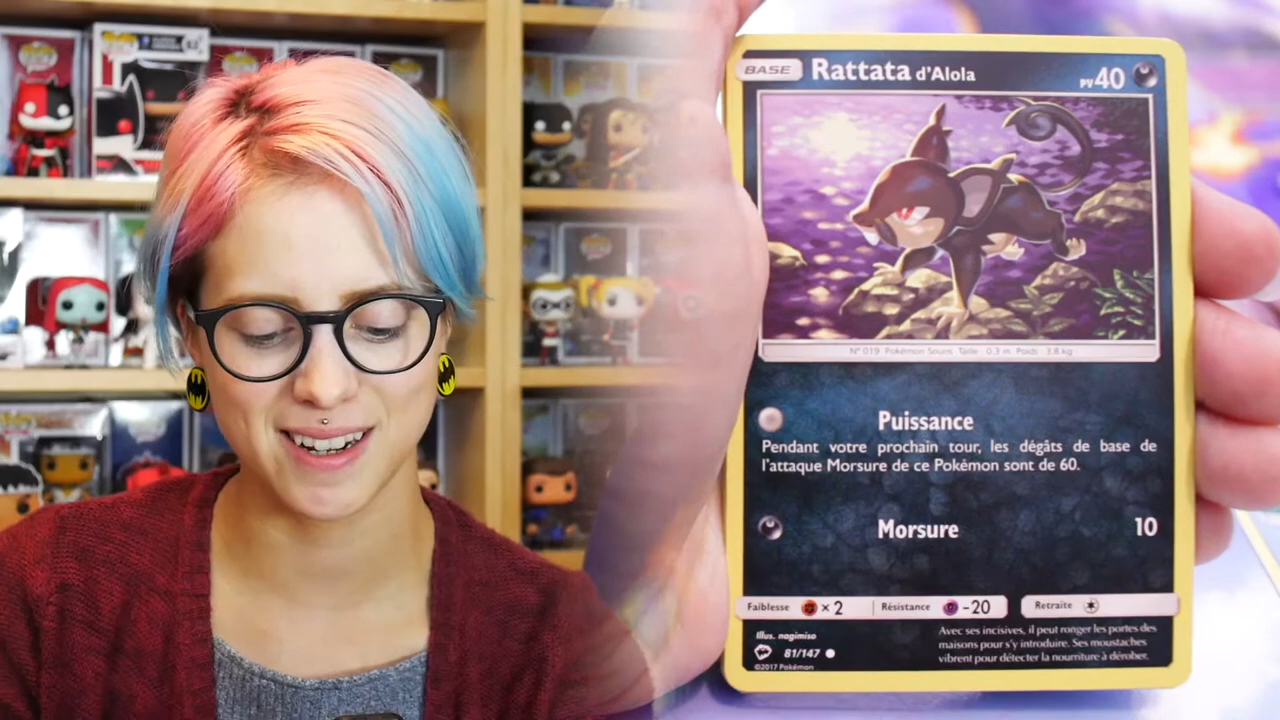 BASE Rattata d'Alola PV 40
N° 019 Pokémon Souris Taille : 0.3 m Poids : 3.8 kg
Puissance
Pendant votre prochain tour, les dégâts de base de
l'attaque Morsure de ce Pokémon sont de 60.
Morsure 10
Faiblesse ×2 Résistance -20 Retraite
Illus. nagimiso
81/147
©2017 Pokémon
Avec ses incisives, il peut ronger les portes des
maisons pour s'y introduire. Ses moustaches
vibrent pour détecter la nourriture à dérober.